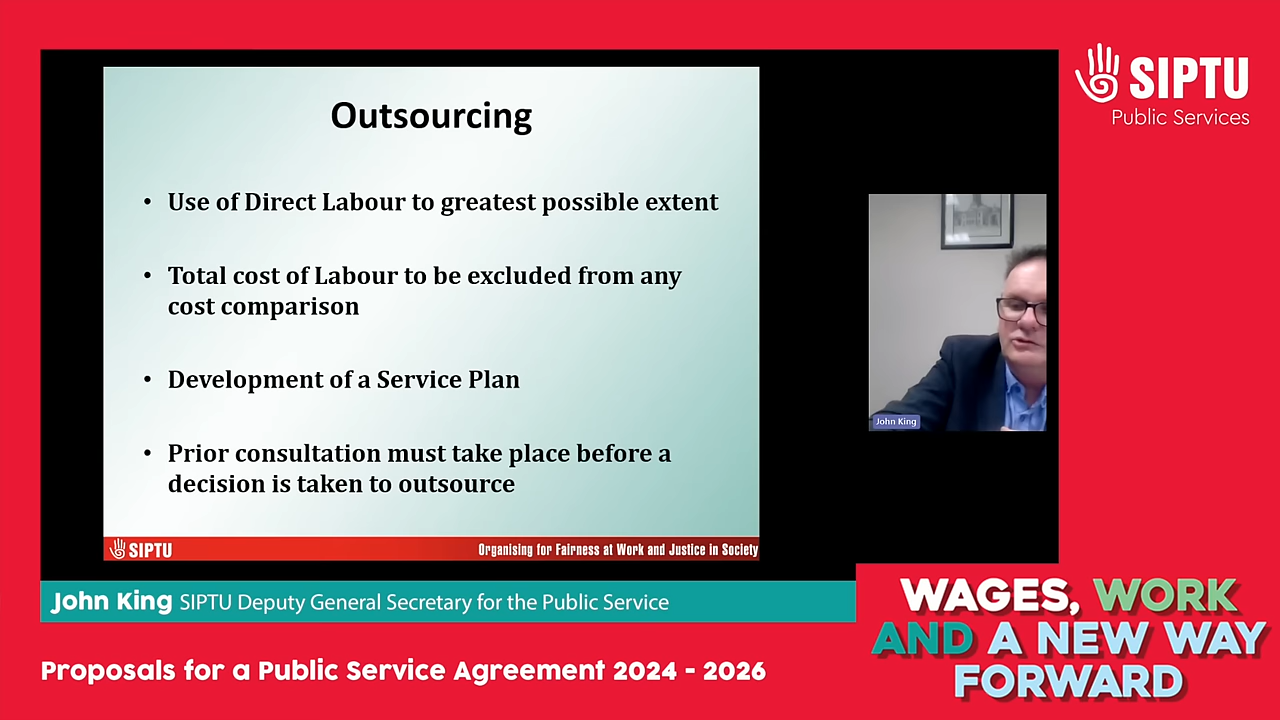 SIPTU
Public Services
Outsourcing
• Use of Direct Labour to greatest possible extent
• Total cost of Labour to be excluded from any
cost comparison
• Development of a Service Plan
• Prior consultation must take place before a
decision is taken to outsource
SIPTU
Organising for Fairness at Work and Justice in Society
John King
John King SIPTU Deputy General Secretary for the Public Service
Proposals for a Public Service Agreement 2024 - 2026
WAGES, WORK
AND A NEW WAY
FORWARD